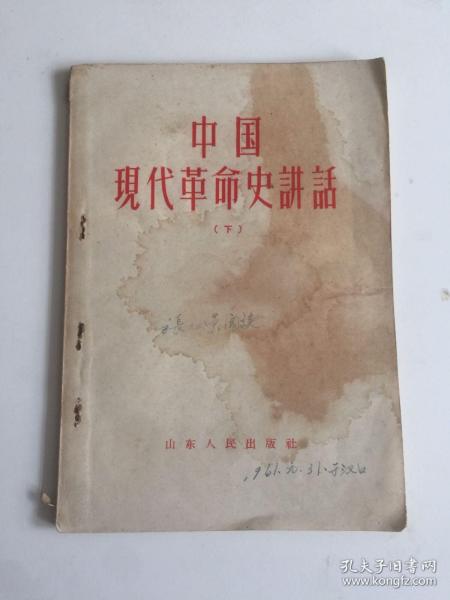 中国
現代革命史講話
(下)
山东人民出版社
孔夫子旧书网
www.kongfz.com